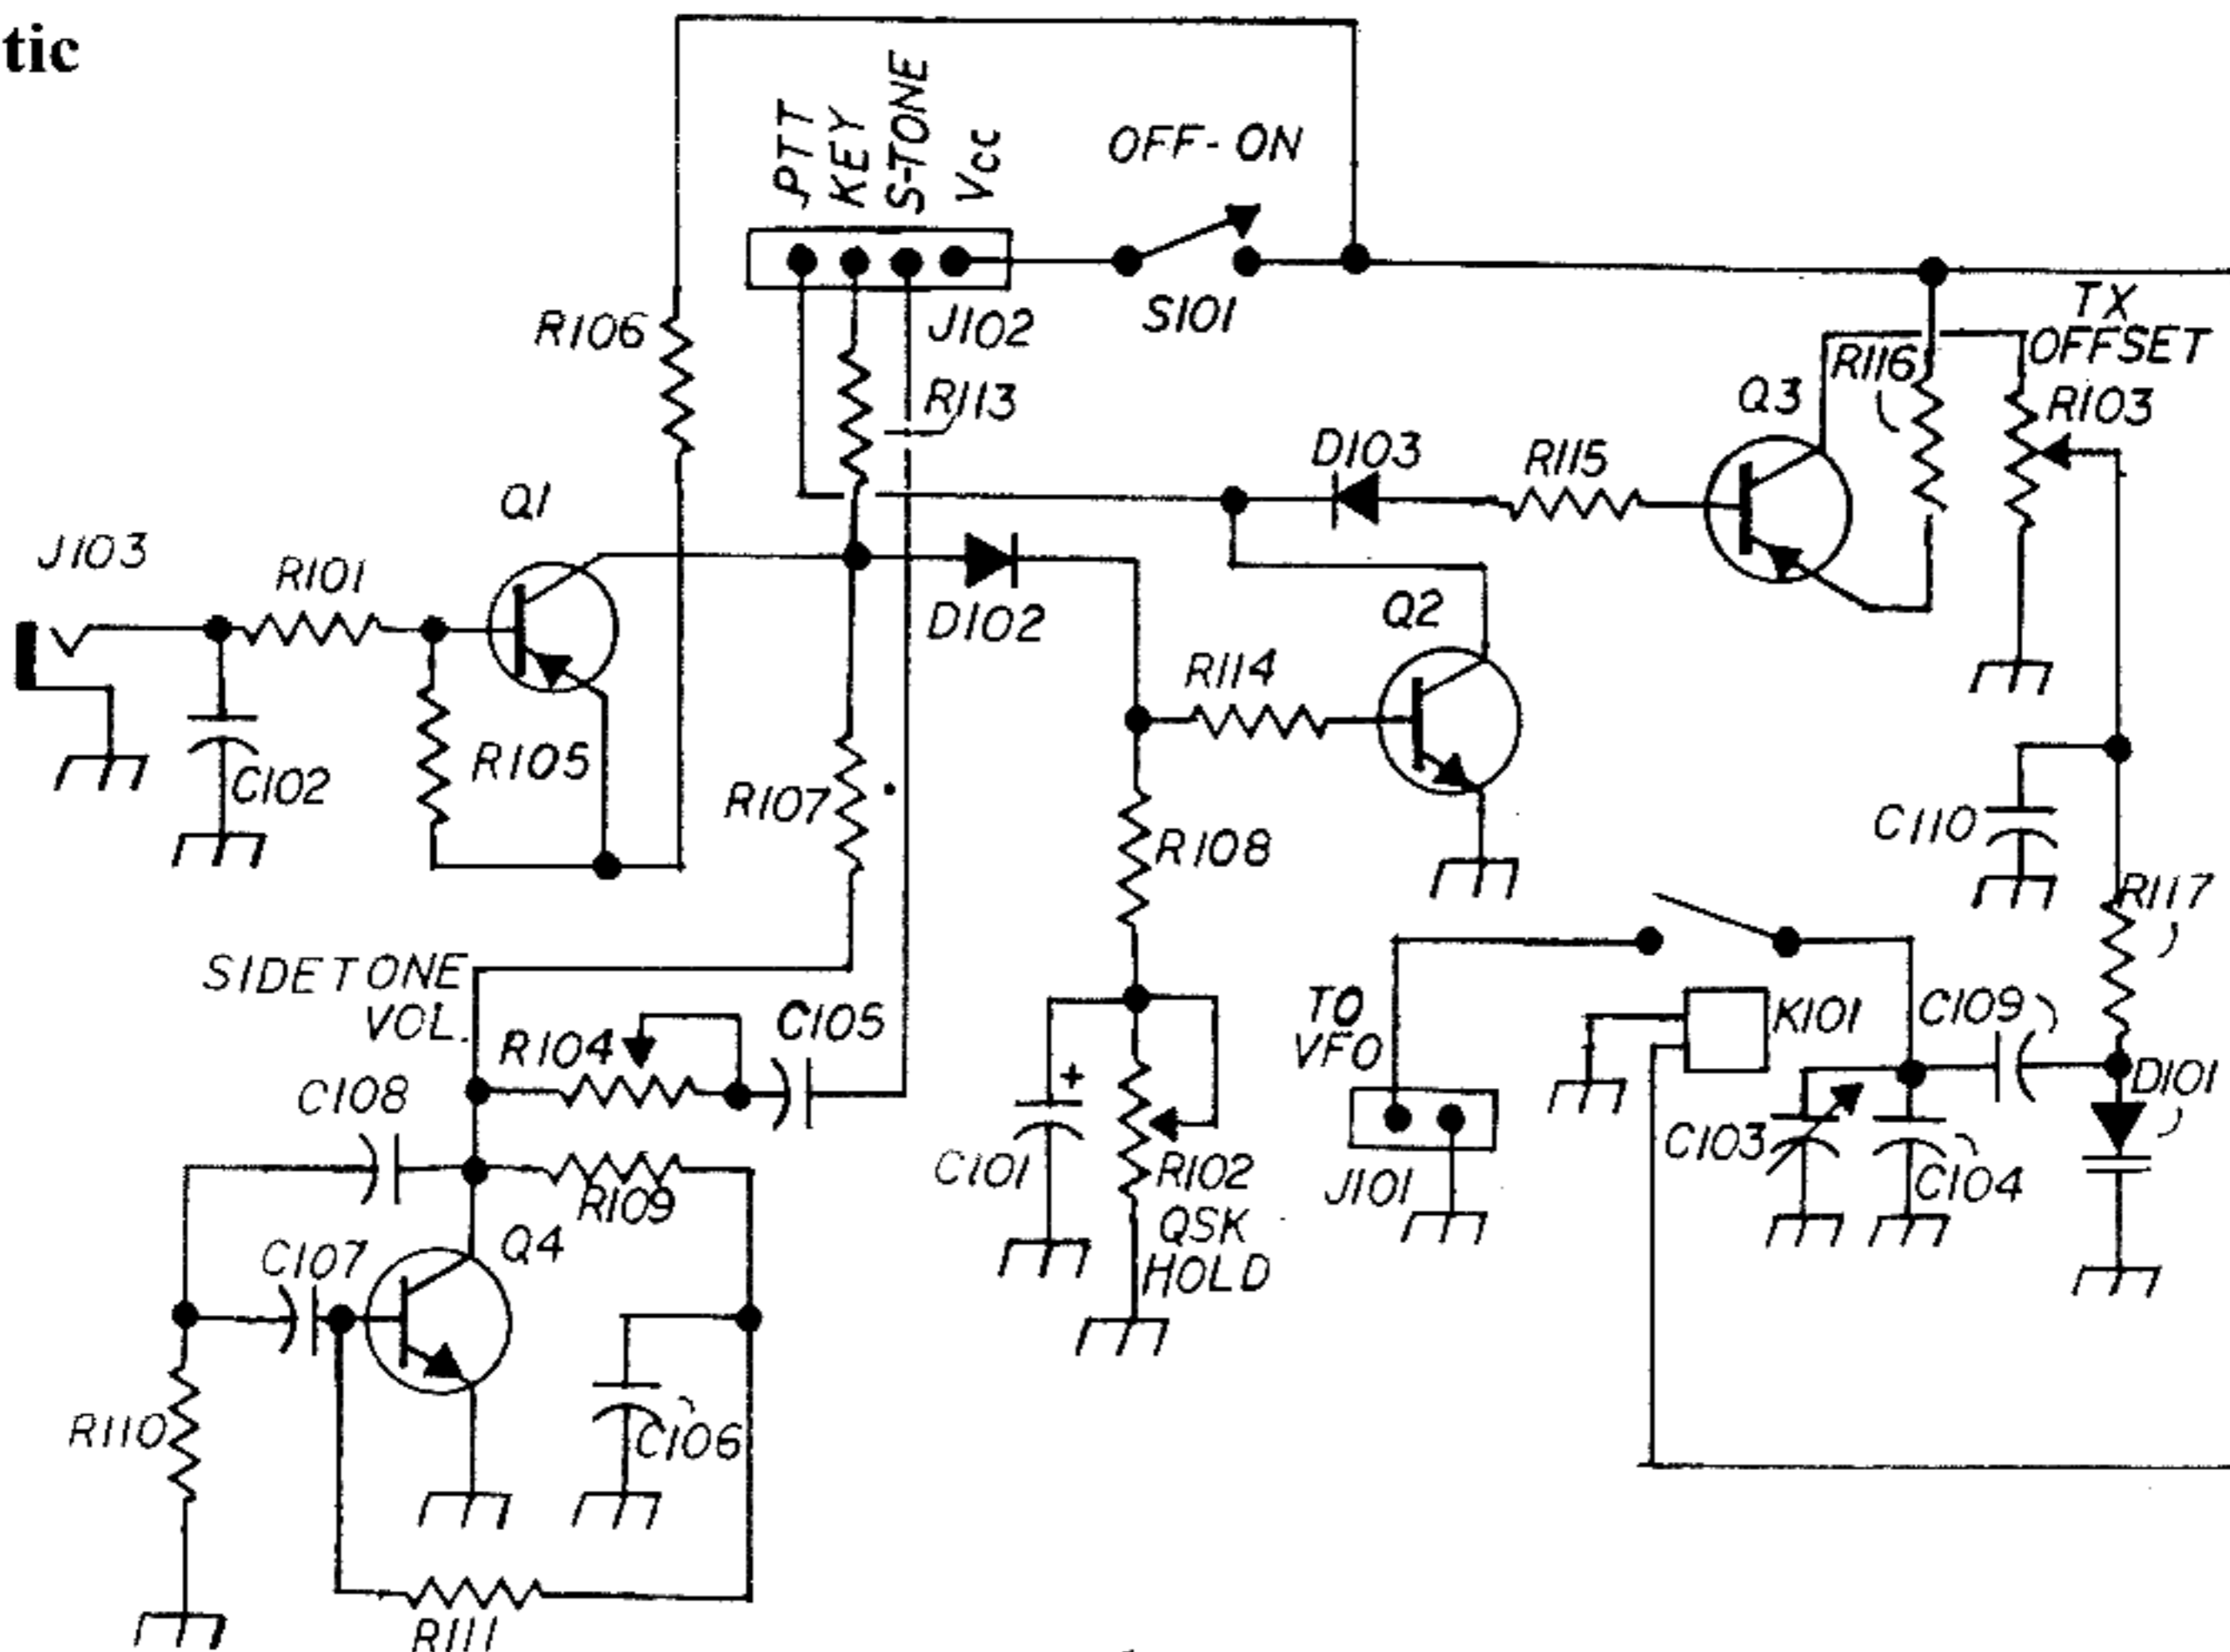 tic
PTT
KEY
S-TONE
Vcc
OFF-ON
R106
J102
S101
TX
OFFSET
R116
R113
Q3
R103
D103
R115
Q1
J103
R101
D102
Q2
R114
R105
C102
R107
R108
C110
R117
SIDETONE
VOL.
R104
C105
TO
VFO
K101
C109
D101
C108
+
C101
R102
QSK
HOLD
J101
C103
C104
R109
Q4
C107
R110
C106
R111